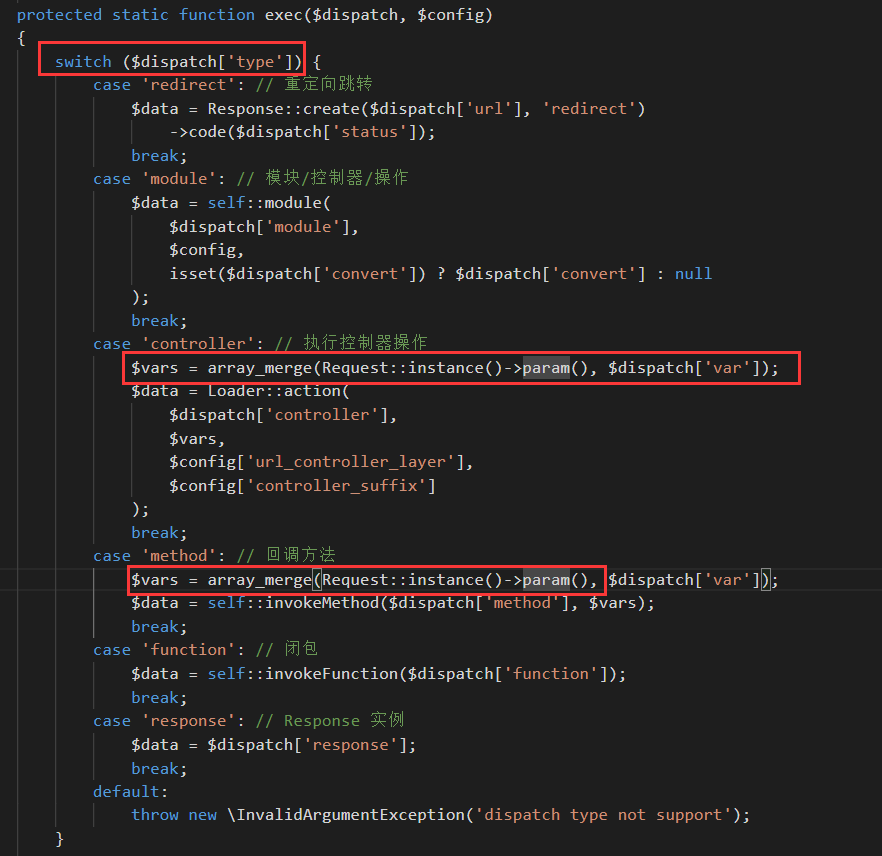 protected static function exec($dispatch, $config)
{
    switch ($dispatch['type']) {
        case 'redirect': // 重定向跳转
            $data = Response::create($dispatch['url'], 'redirect')
                ->code($dispatch['status']);
            break;
        case 'module': // 模块/控制器/操作
            $data = self::module(
                $dispatch['module'],
                $config,
                isset($dispatch['convert']) ? $dispatch['convert'] : null
            );
            break;
        case 'controller': // 执行控制器操作
            $vars = array_merge(Request::instance()->param(), $dispatch['var']);
            $data = Loader::action(
                $dispatch['controller'],
                $vars,
                $config['url_controller_layer'],
                $config['controller_suffix']
            );
            break;
        case 'method': // 回调方法
            $vars = array_merge(Request::instance()->param(), $dispatch['var']);
            $data = self::invokeMethod($dispatch['method'], $vars);
            break;
        case 'function': // 闭包
            $data = self::invokeFunction($dispatch['function']);
            break;
        case 'response': // Response 实例
            $data = $dispatch['response'];
            break;
        default:
            throw new \InvalidArgumentException('dispatch type not support');
    }